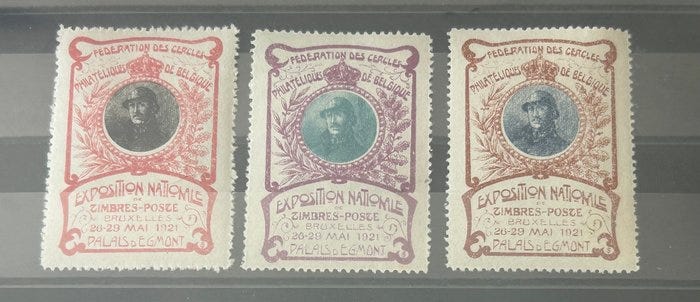 FÉDÉRATION DES CERCLES
PHILATÉLIQUES DE BELGIQUE
EXPOSITION NATIONALE
DE
TIMBRES-POSTE
BRUXELLES
26-29 MAI 1921
PALAIS D'EGMONT
FÉDÉRATION DES CERCLES
PHILATÉLIQUES DE BELGIQUE
EXPOSITION NATIONALE
DE
TIMBRES-POSTE
BRUXELLES
26-29 MAI 1921
PALAIS D'EGMONT
FÉDÉRATION DES CERCLES
PHILATÉLIQUES DE BELGIQUE
EXPOSITION NATIONALE
DE
TIMBRES-POSTE
BRUXELLES
26-29 MAI 1921
PALAIS D'EGMONT